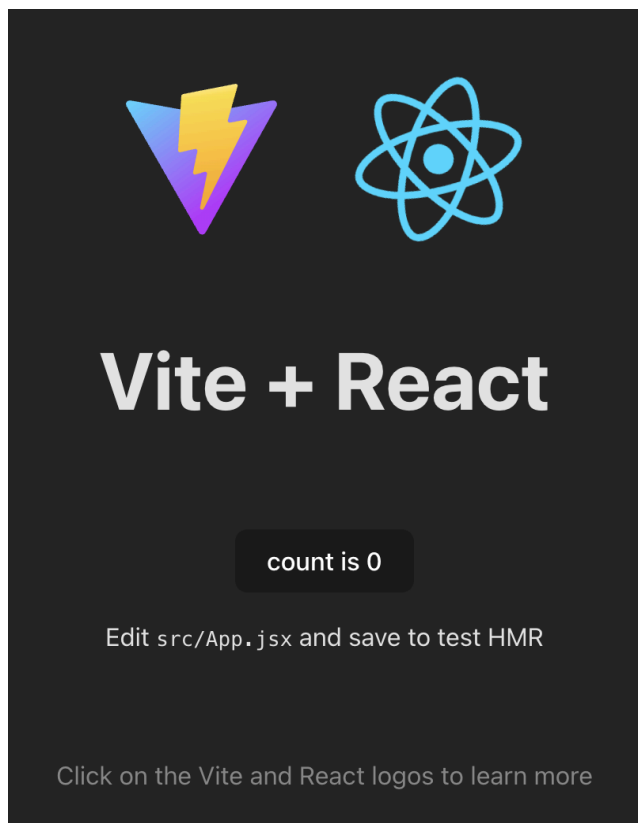 Vite + React
count is 0
Edit src/App.jsx and save to test HMR
Click on the Vite and React logos to learn more